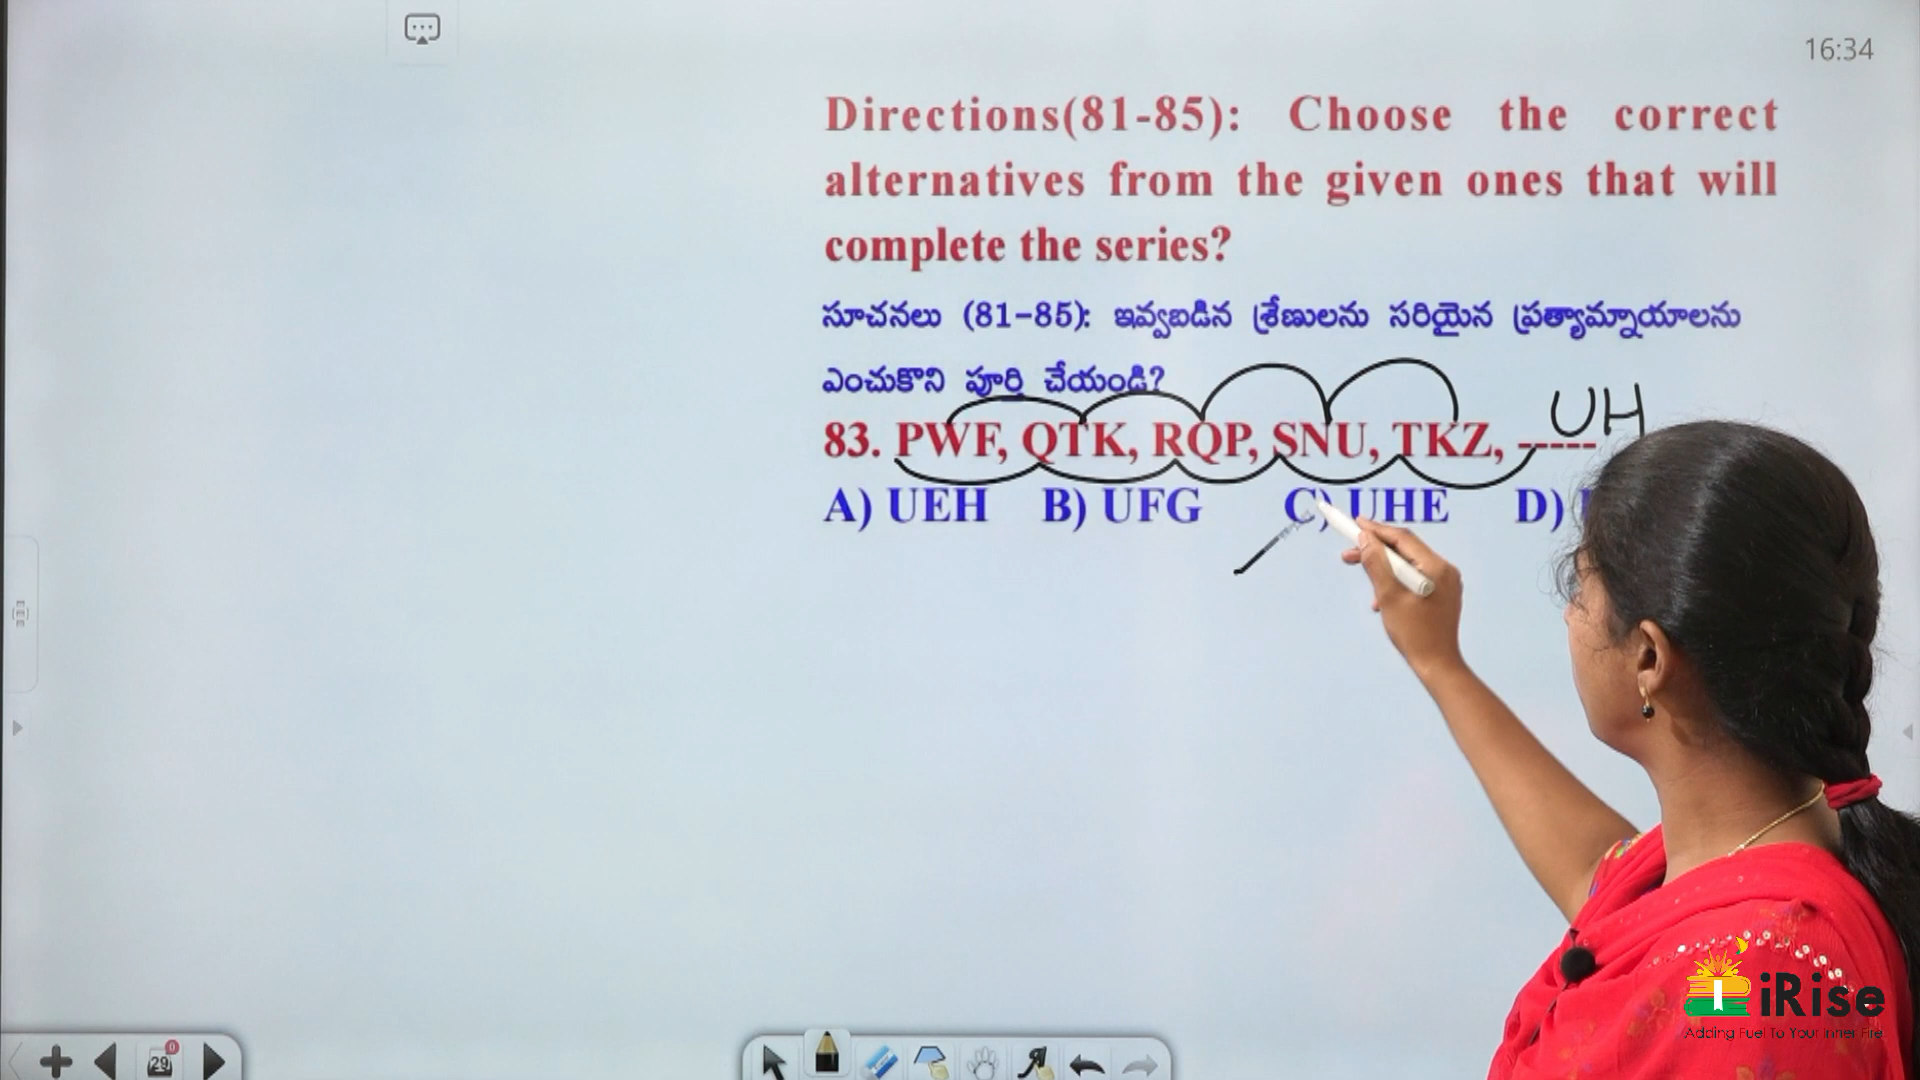 16:34
Directions(81-85): Choose the correct
alternatives from the given ones that will
complete the series?
సూచనలు (81-85): ఇవ్వబడిన శ్రేణులను సరియైన ప్రత్యామ్నాయాలను
ఎంచుకొని పూర్తి చేయండి?
UH
83. PWF, QTK, RQP, SNU, TKZ, -----
A) UEH B) UFG C) UHE D)
29
0
iRise
Adding Fuel To Your Inner Fire